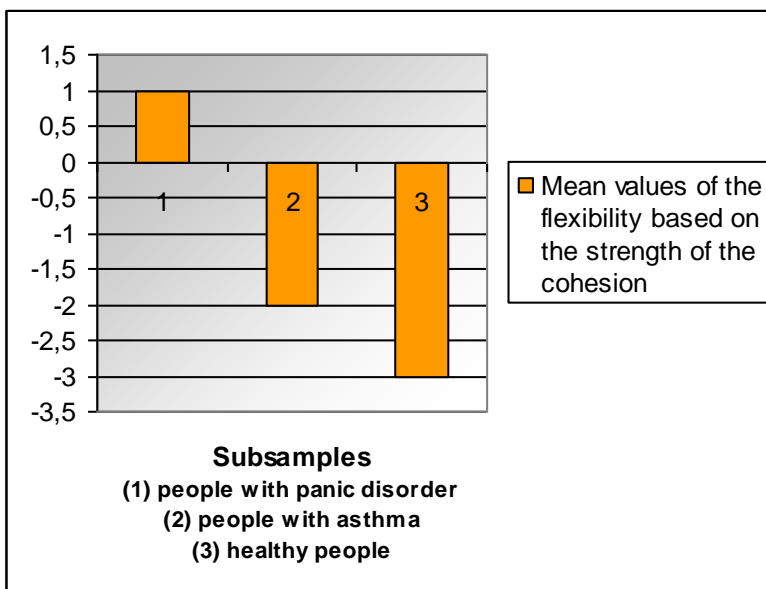 1,5
1
0,5
0
-0,5
-1
-1,5
-2
-2,5
-3
-3,5
1
2
3
Mean values of the
flexibility based on
the strength of the
cohesion
Subsamples
(1) people with panic disorder
(2) people with asthma
(3) healthy people